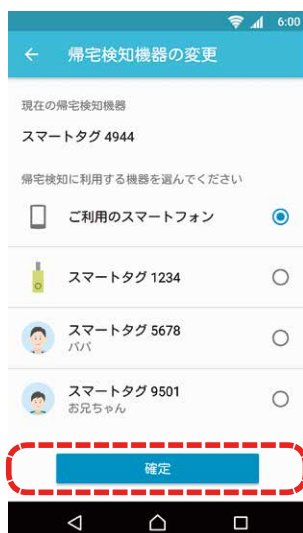 6:00
帰宅検知機器の変更
現在の帰宅検知機器
スマートタグ 4944
帰宅検知に利用する機器を選んでください
ご利用のスマートフォン
スマートタグ 1234
スマートタグ 5678
パパ
スマートタグ 9501
お兄ちゃん
確定